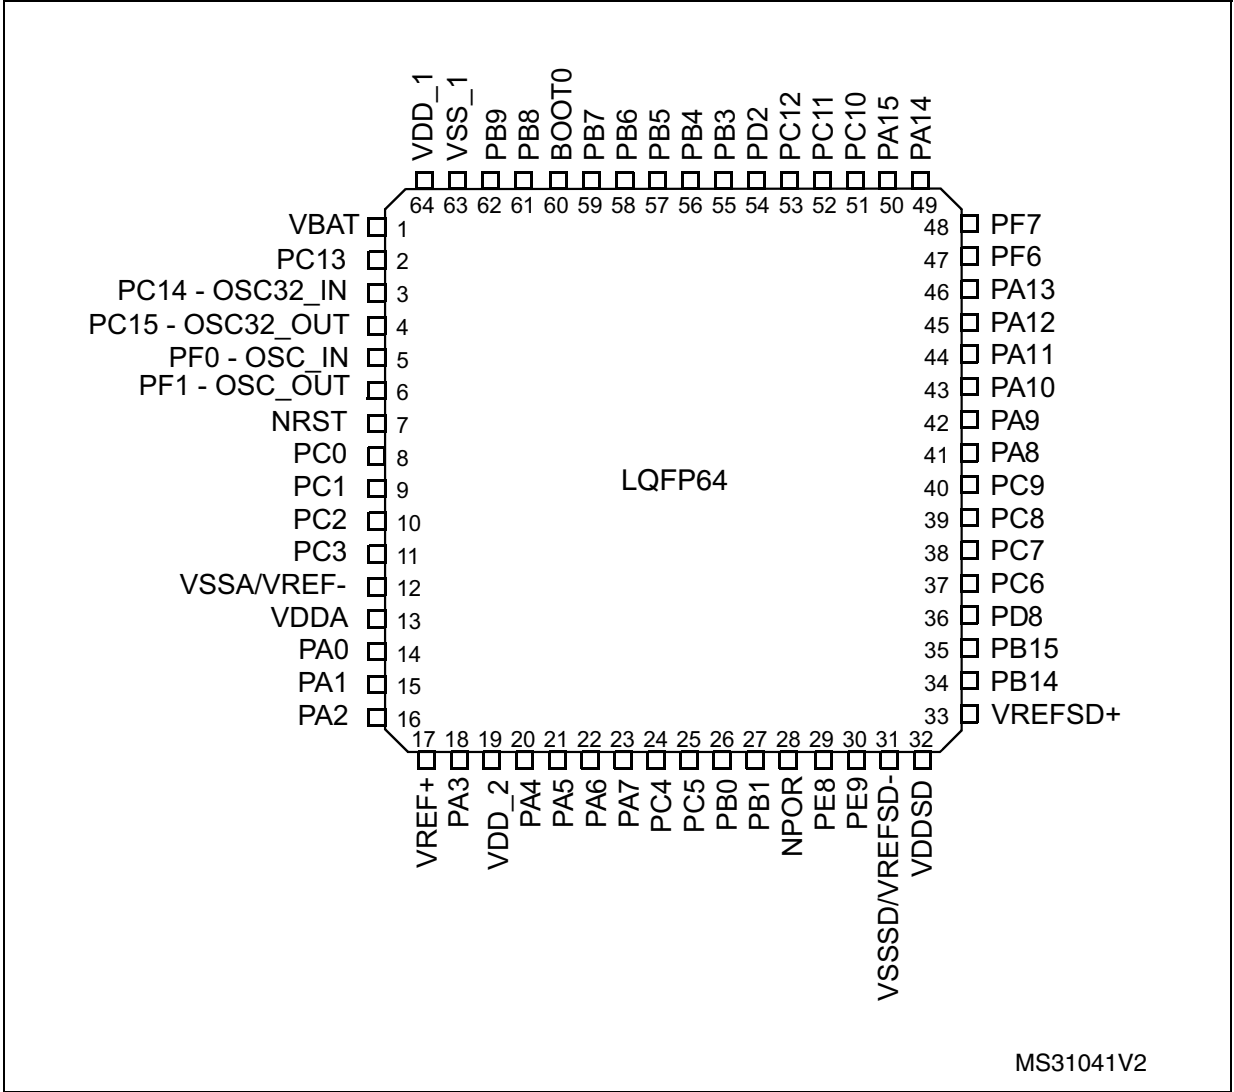 VDD_1
VSS_1
PB9
PB8
BOOT0
PB7
PB6
PB5
PB4
PB3
PD2
PC12
PC11
PC10
PA15
PA14
64 63 62 61 60 59 58 57 56 55 54 53 52 51 50 49
VBAT 1
PC13 2
PC14 - OSC32_IN 3
PC15 - OSC32_OUT 4
PF0 - OSC_IN 5
PF1 - OSC_OUT 6
NRST 7
PC0 8
PC1 9
PC2 10
PC3 11
VSSA/VREF- 12
VDDA 13
PA0 14
PA1 15
PA2 16
LQFP64
48 PF7
47 PF6
46 PA13
45 PA12
44 PA11
43 PA10
42 PA9
41 PA8
40 PC9
39 PC8
38 PC7
37 PC6
36 PD8
35 PB15
34 PB14
33 VREFSD+
17 18 19 20 21 22 23 24 25 26 27 28 29 30 31 32
VREF+
PA3
VDD_2
PA4
PA5
PA6
PA7
PC4
PC5
PB0
PB1
NPOR
PE8
PE9
VSSSD/VREFSD-
VDDSD
MS31041V2